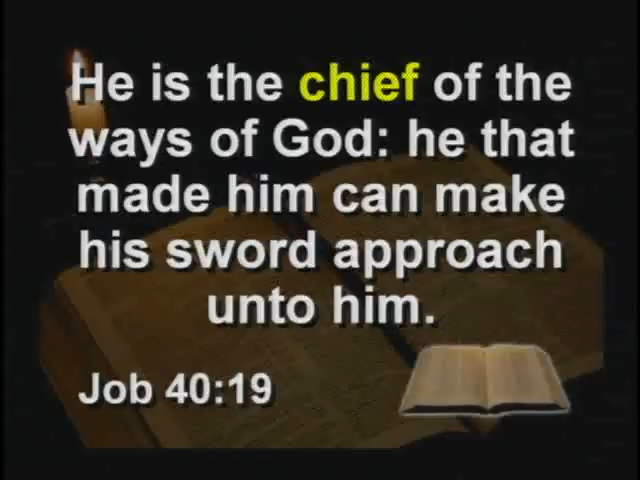 He is the chief of the
ways of God: he that
made him can make
his sword approach
unto him.
Job 40:19